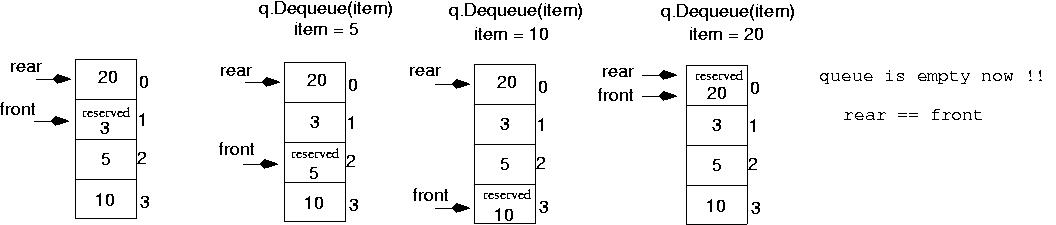 q.Dequeue(item)
item = 5
q.Dequeue(item)
item = 10
q.Dequeue(item)
item = 20
rear
20
0
front
reserved
3
1
5
2
10
3
rear
20
0
3
1
front
reserved
5
2
10
3
rear
20
0
3
1
5
2
front
reserved
10
3
rear
front
reserved
20
0
3
1
5
2
10
3
queue is empty now !!
rear == front